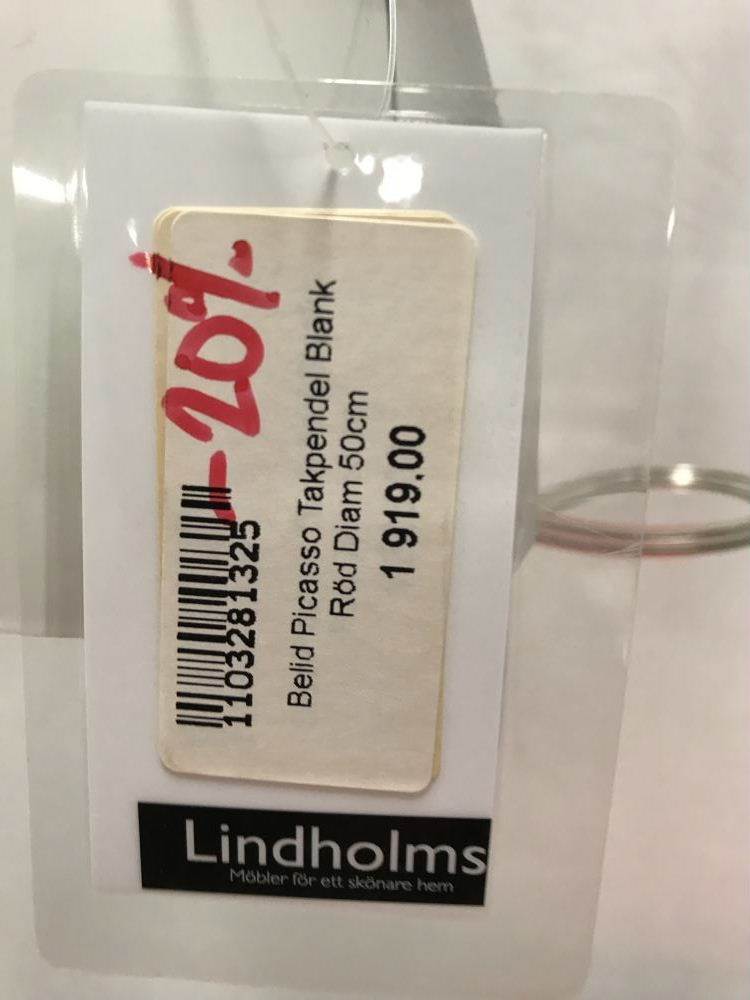 -20%
1103281325
Belid Picasso Takpendel Blank
Röd Diam 50cm
1 919.00
Lindholms
Möbler för ett skönare hem